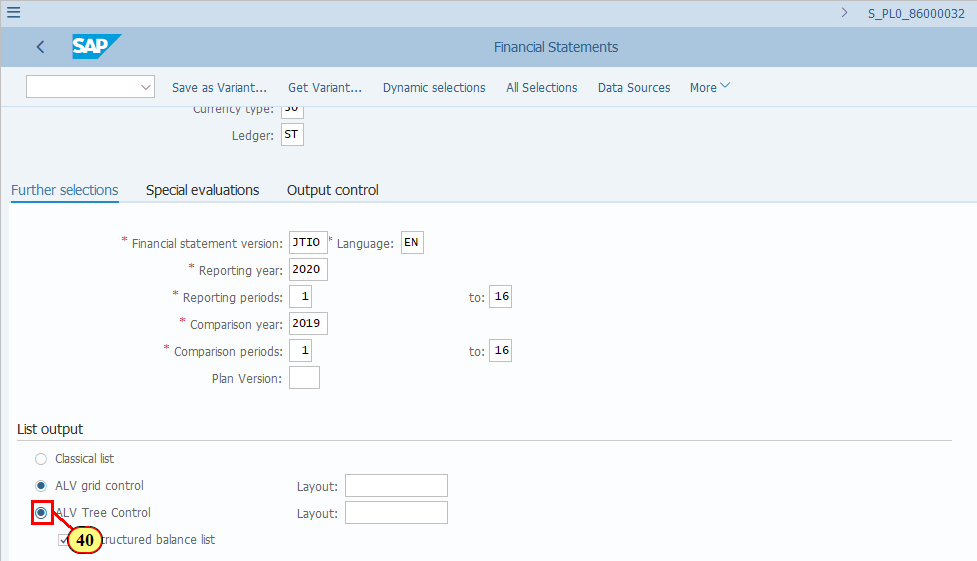 S_PL0_86000032
SAP
Financial Statements
Save as Variant... Get Variant... Dynamic selections All Selections Data Sources More
Currency type: 30
Ledger: ST
Further selections Special evaluations Output control
* Financial statement version: JTIO * Language: EN
* Reporting year: 2020
* Reporting periods: 1 to: 16
* Comparison year: 2019
* Comparison periods: 1 to: 16
Plan Version:
List output
Classical list
ALV grid control Layout:
ALV Tree Control Layout:
40 tructured balance list